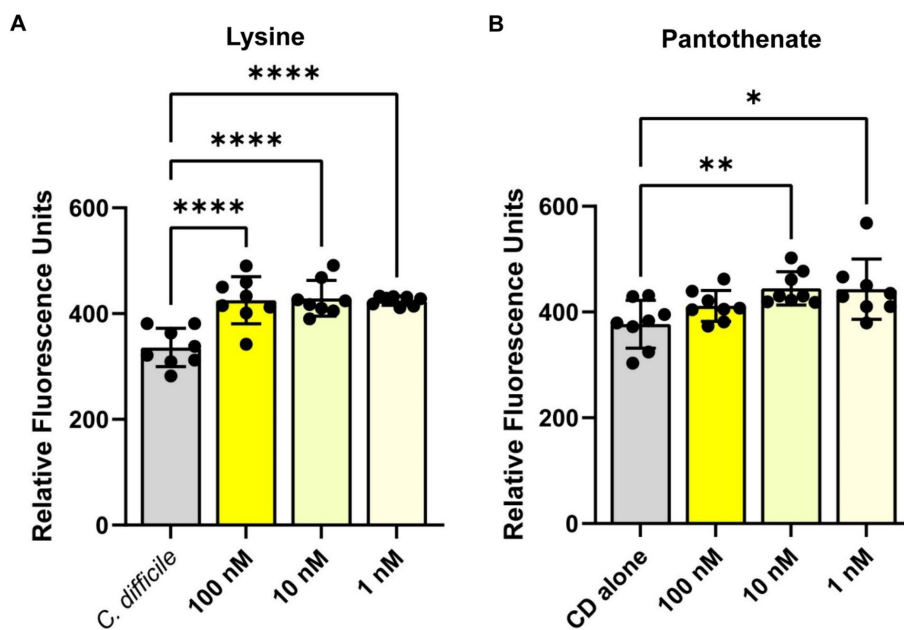 A
Lysine
****
****
****
Relative Fluorescence Units
600
400
200
0
C. difficile
100 nM
10 nM
1 nM
B
Pantothenate
*
**
Relative Fluorescence Units
600
400
200
0
CD alone
100 nM
10 nM
1 nM